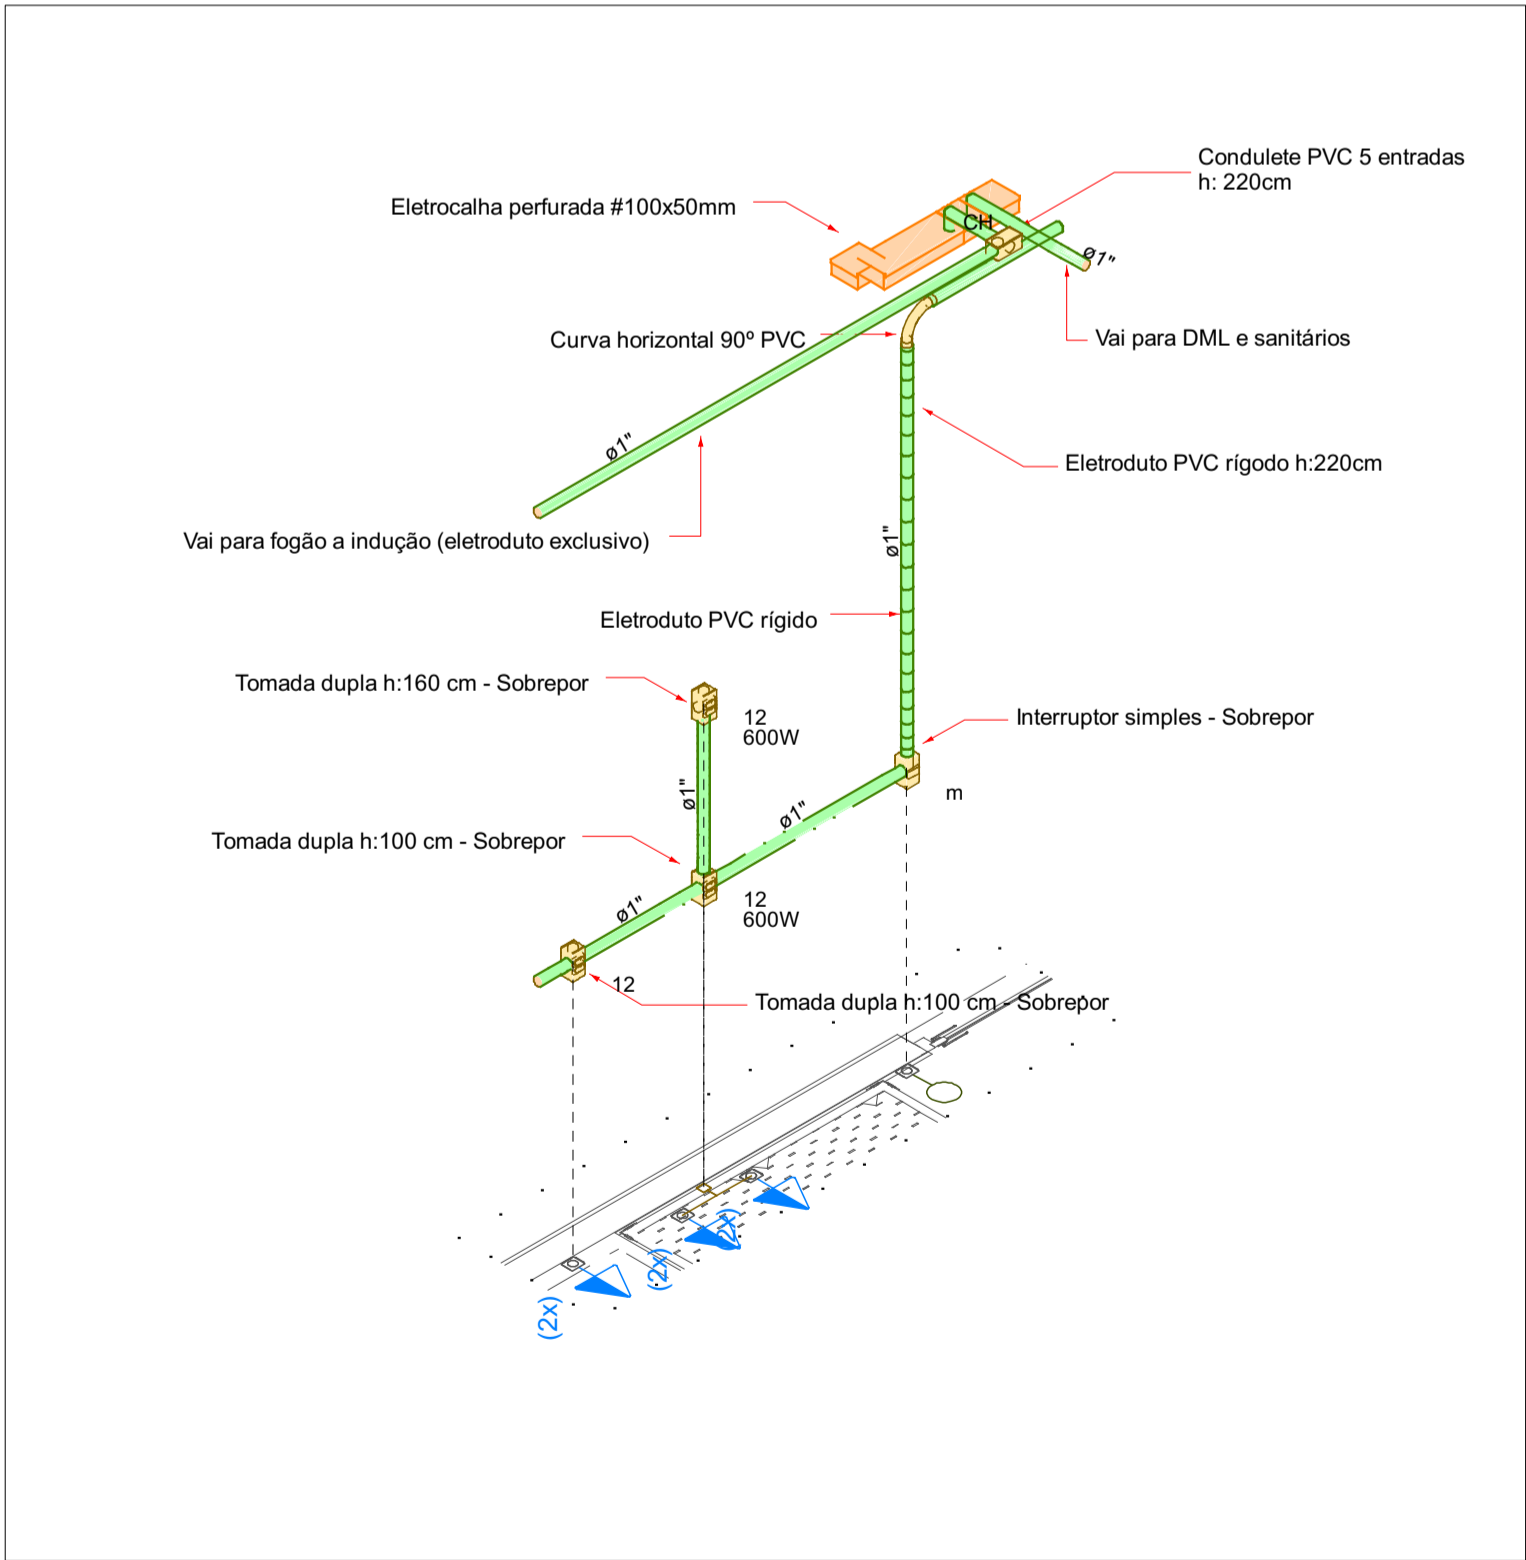 Condulete PVC 5 entradas
h: 220cm
Eletrocalha perfurada #100x50mm
CH
ø1"
Curva horizontal 90º PVC
Vai para DML e sanitários
ø1"
Eletroduto PVC rígodo h:220cm
Vai para fogão a indução (eletroduto exclusivo)
ø1"
Eletroduto PVC rígido
Tomada dupla h:160 cm - Sobrepor
12
600W
Interruptor simples - Sobrepor
ø1"
m
ø1"
Tomada dupla h:100 cm - Sobrepor
12
600W
ø1"
12
Tomada dupla h:100 cm - Sobrepor
(2x)
(2x)
(2x)